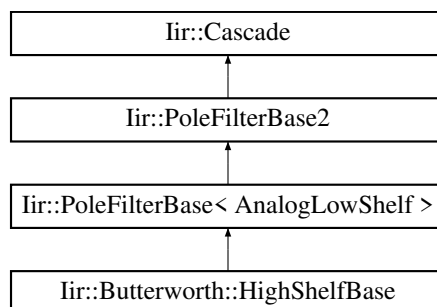 Iir::Cascade
Iir::PoleFilterBase2
Iir::PoleFilterBase< AnalogLowShelf >
Iir::Butterworth::HighShelfBase